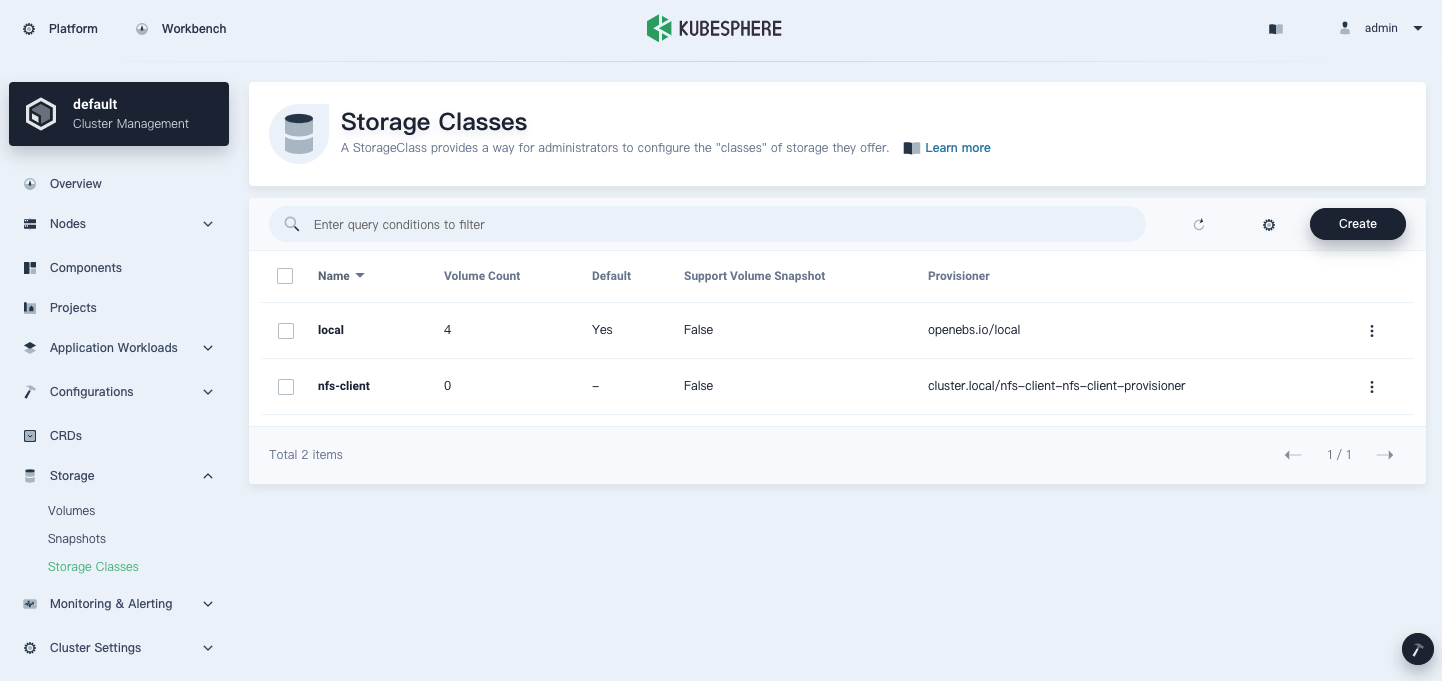 Platform
Workbench
KUBESPHERE
admin
default
Cluster Management
Overview
Nodes
Components
Projects
Application Workloads
Configurations
CRDs
Storage
Volumes
Snapshots
Storage Classes
Monitoring & Alerting
Cluster Settings
Storage Classes
A StorageClass provides a way for administrators to configure the "classes" of storage they offer. Learn more
Enter query conditions to filter
Create
Name Volume Count Default Support Volume Snapshot Provisioner
local 4 Yes False openebs.io/local
nfs-client 0 - False cluster.local/nfs-client-nfs-client-provisioner
Total 2 items
1 / 1